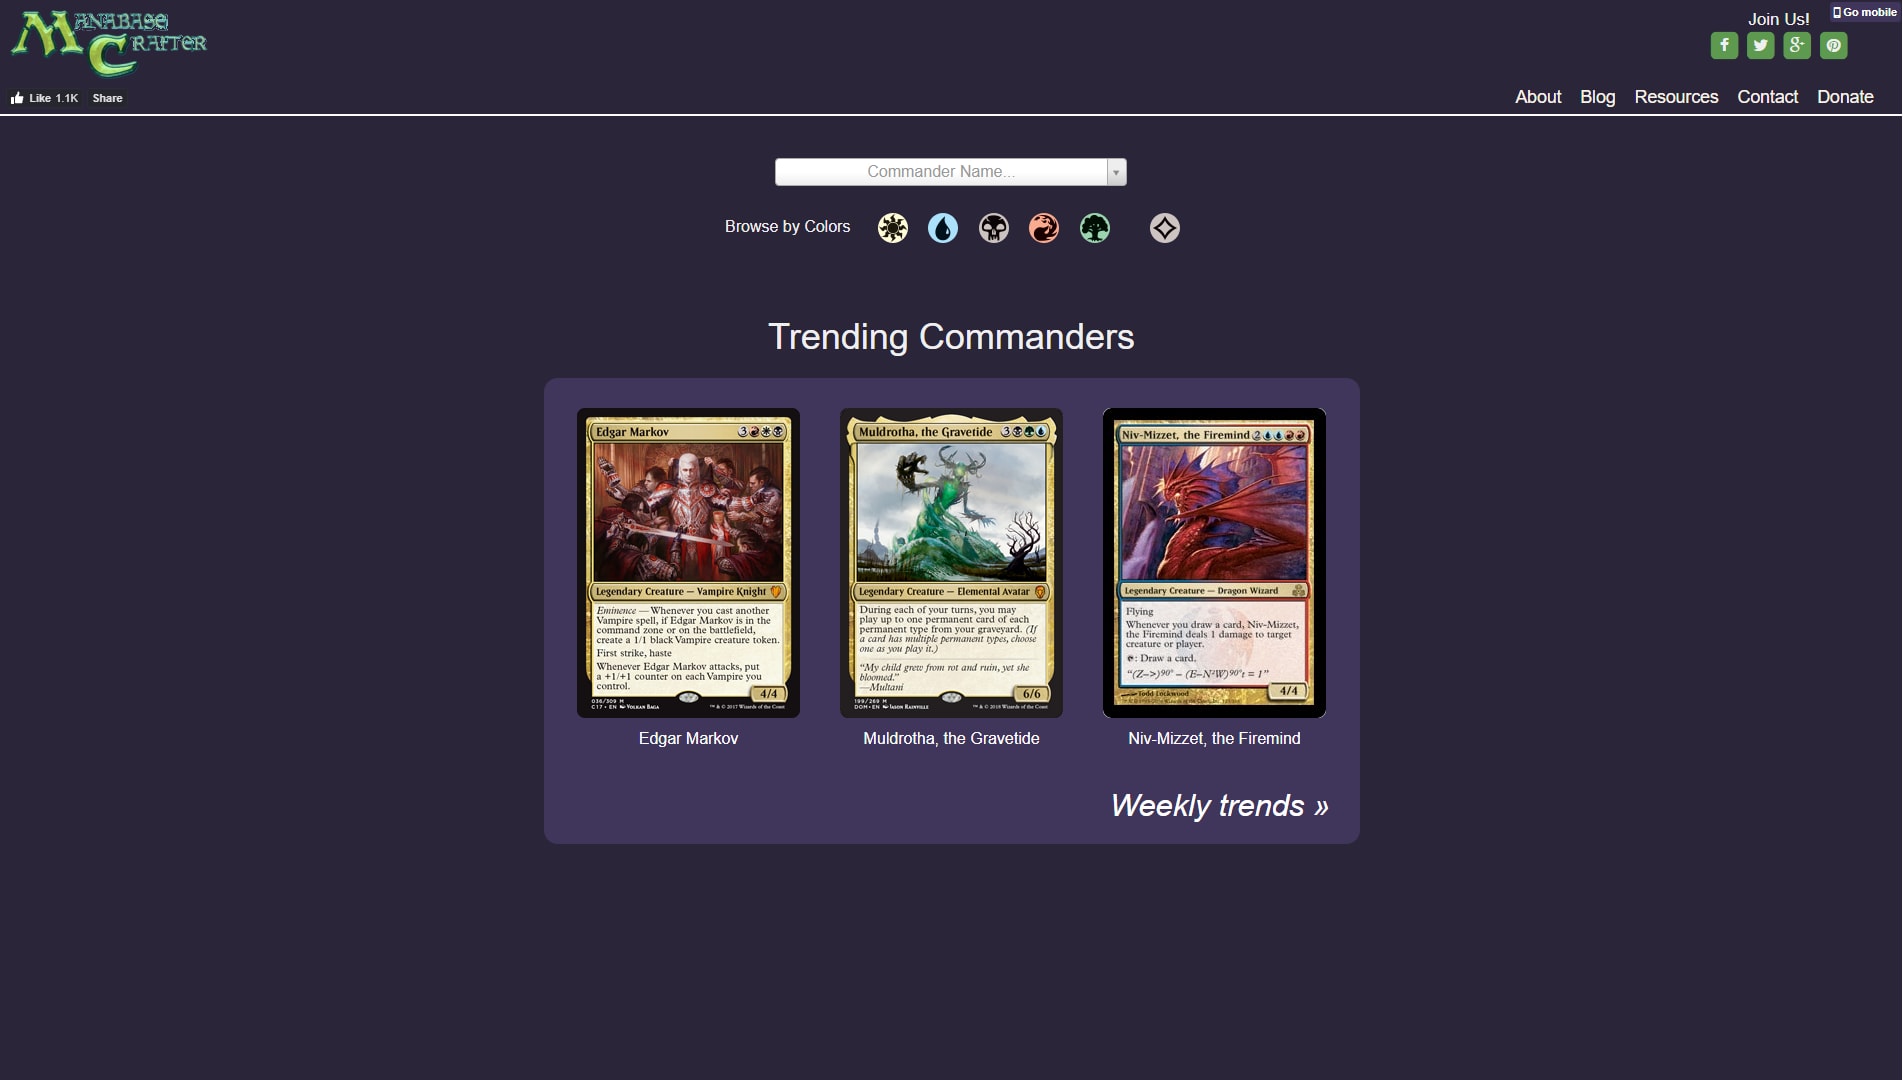 MANABASE
CRAFTER
Join Us!
Go mobile
Like 1.1K
Share
About
Blog
Resources
Contact
Donate
Commander Name...
Browse by Colors
Trending Commanders
Edgar Markov
3
Legendary Creature — Vampire Knight
Eminence — Whenever you cast another
Vampire spell, if Edgar Markov is in the
command zone or on the battlefield,
create a 1/1 black Vampire creature token.
First strike, haste
Whenever Edgar Markov attacks, put
a +1/+1 counter on each Vampire you
control.
4/4
036/309 M
C17 • EN Volkan Baga
™ & © 2017 Wizards of the Coast
Edgar Markov
Muldrotha, the Gravetide
3
Legendary Creature — Elemental Avatar
During each of your turns, you may
play up to one permanent card of each
permanent type from your graveyard. (If
a card has multiple permanent types, choose
one as you play it.)
“My child grew from rot and ruin, yet she
bloomed.”
—Multani
6/6
199/269 M
DOM • EN Jason Rainville
™ & © 2018 Wizards of the Coast
Muldrotha, the Gravetide
Niv-Mizzet, the Firemind
2
Legendary Creature — Dragon Wizard
Flying
Whenever you draw a card, Niv-Mizzet,
the Firemind deals 1 damage to target
creature or player.
: Draw a card.
“(Z–>)90° – (E–N²W)90°t = 1”
4/4
Todd Lockwood
Niv-Mizzet, the Firemind
Weekly trends »